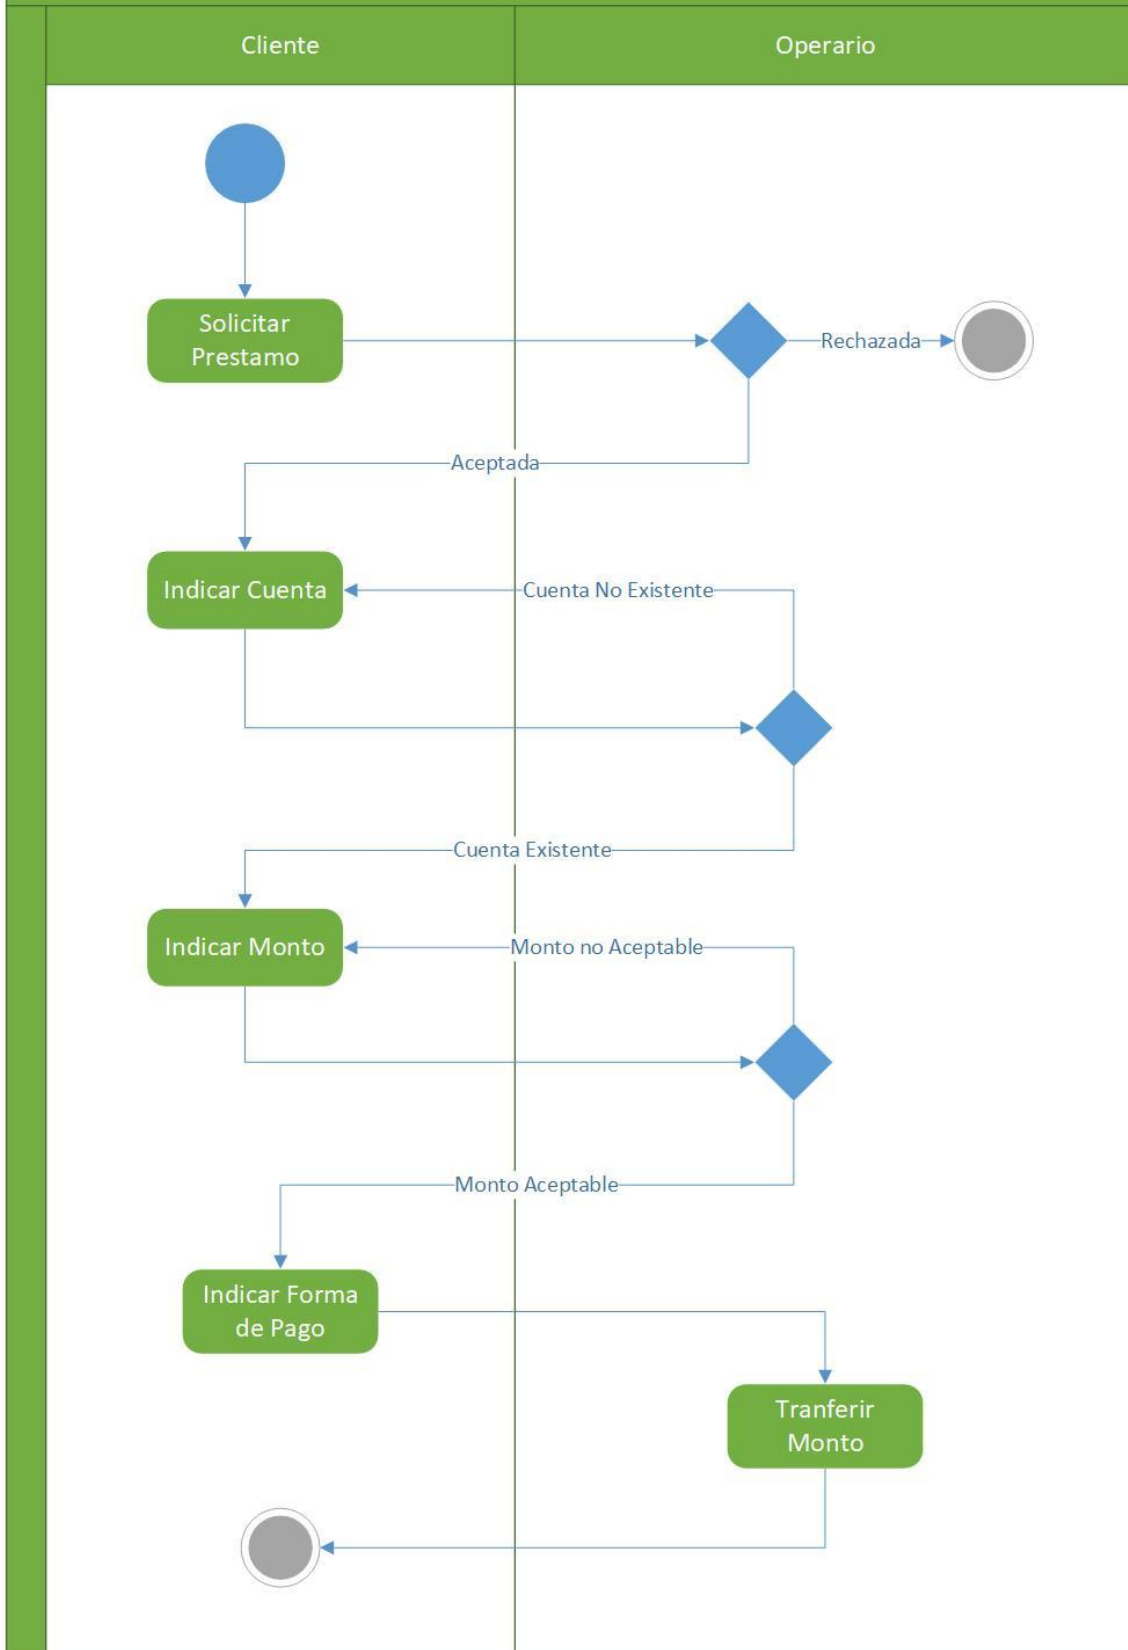 Cliente
Operario
Solicitar
Prestamo
Rechazada
Aceptada
Indicar Cuenta
Cuenta No Existente
Cuenta Existente
Indicar Monto
Monto no Aceptable
Monto Aceptable
Indicar Forma
de Pago
Tranferir
Monto